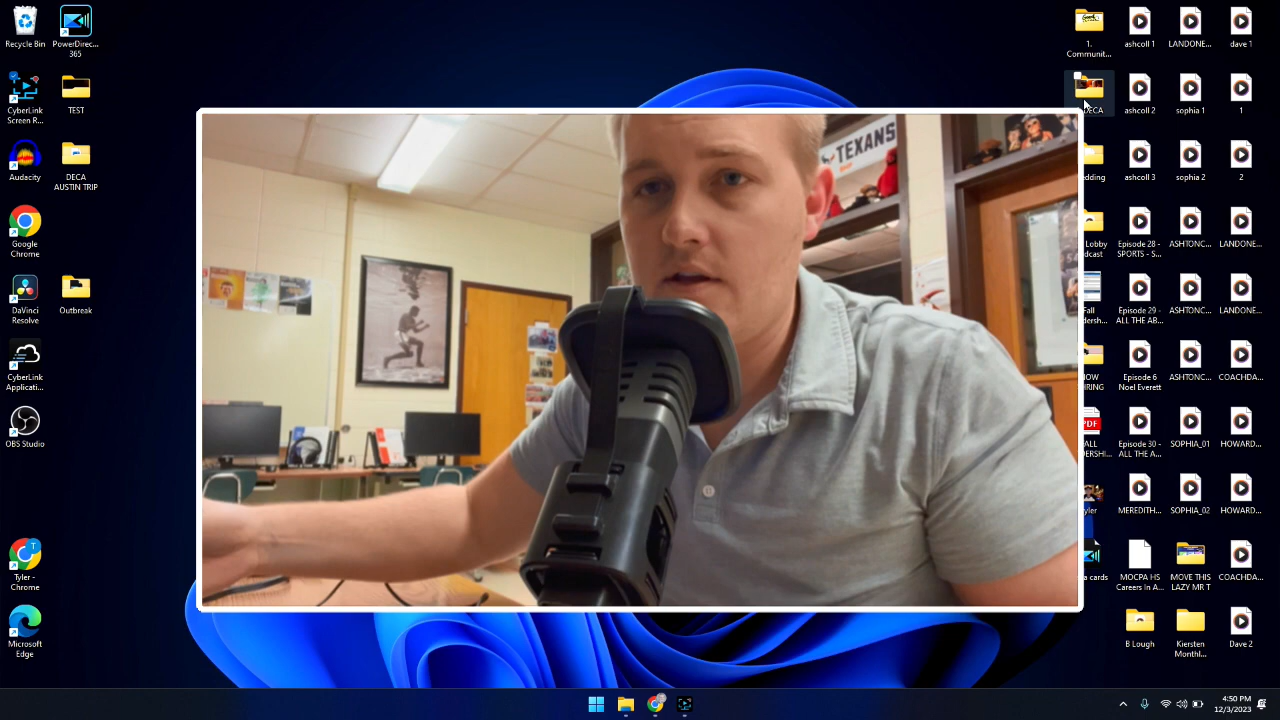 Recycle Bin
PowerDirec...
365
CyberLink
Screen R...
TEST
Audacity
DECA
AUSTIN TRIP
Google
Chrome
DaVinci
Resolve
Outbreak
CyberLink
Applicati...
OBS Studio
Tyler -
Chrome
Microsoft
Edge
TEXANS
1.
Communit...
ashcoll 1
LANDONE...
dave 1
DECA
ashcoll 2
sophia 1
1
edding
ashcoll 3
sophia 2
2
Lobby
dcast
Episode 28 -
SPORTS - S...
ASHTONC...
LANDONE...
Fall
dersh...
Episode 29 -
ALL THE AB...
ASHTONC...
LANDONE...
OW
HRING
Episode 6
Noel Everett
ASHTONC...
COACHDA...
PDF
ALL
DERSHI...
Episode 30 -
ALL THE A...
SOPHIA_01
HOWARD...
yler
MEREDITH...
SOPHIA_02
HOWARD...
a cards
MOCPA HS
Careers In A...
MOVE THIS
LAZY MR T
COACHDA...
B Lough
Kiersten
Monthl...
Dave 2
4:50 PM
12/3/2023